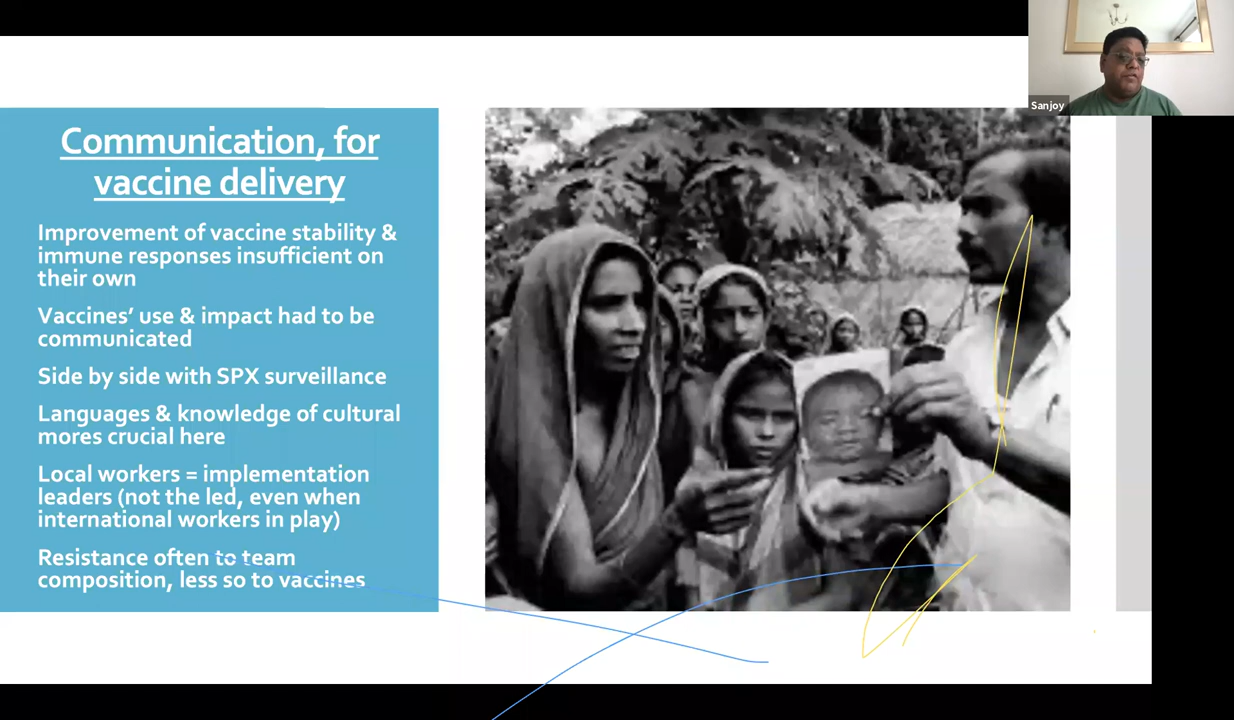 Sanjoy
Communication, for
vaccine delivery
Improvement of vaccine stability &
immune responses insufficient on
their own
Vaccines' use & impact had to be
communicated
Side by side with SPX surveillance
Languages & knowledge of cultural
mores crucial here
Local workers = implementation
leaders (not the led, even when
international workers in play)
Resistance often to team
composition, less so to vaccines